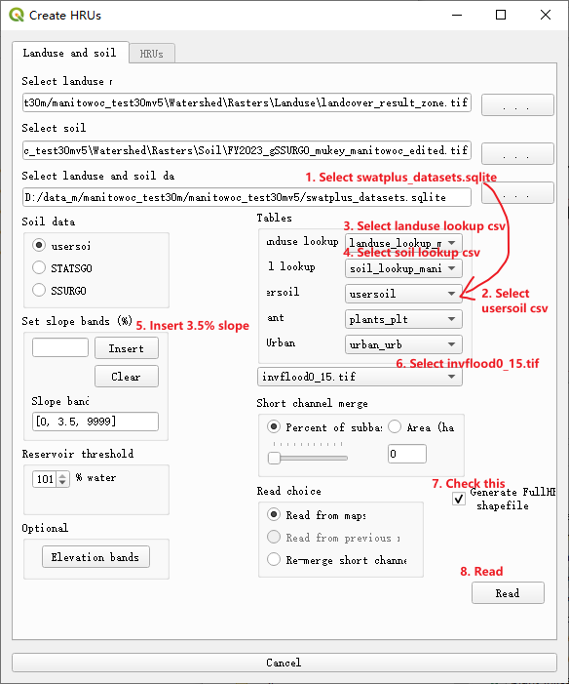 Create HRUs
Landuse and soil
HRUs
Select landuse r
t30m/manitowoc_test30mv5\Watershed\Rasters\Landuse\landcover_result_zone.tif
. . .
Select soil
c_test30mv5\Watershed\Rasters\Soil\FY2023_gSSURGO_mukey_manitowoc_edited.tif
. . .
Select landuse and soil da
1. Select swatplus_datasets.sqlite
D:/data_m/manitowoc_test30m/manitowoc_test30mv5/swatplus_datasets.sqlite
. . .
Soil data
usersoi
STATSGO
SSURGO
Tables
3. Select landuse lookup csv
nduse lookup
landuse_lookup_m
4. Select soil lookup csv
l lookup
soil_lookup_mani
ersoil
usersoil
2. Select
usersoil csv
ant
plants_plt
Urban
urban_urb
Set slope bands (%)
5. Insert 3.5% slope
Insert
Clear
Slope band
[0, 3.5, 9999]
6. Select invflood0_15.tif
invflood0_15.tif
Short channel merge
Percent of subba
Area (ha
0
Reservoir threshold
101
% water
7. Check this
Generate FullHR
shapefile
Read choice
Read from maps
Read from previous r
Re-merge short channe
Optional
Elevation bands
8. Read
Read
Cancel